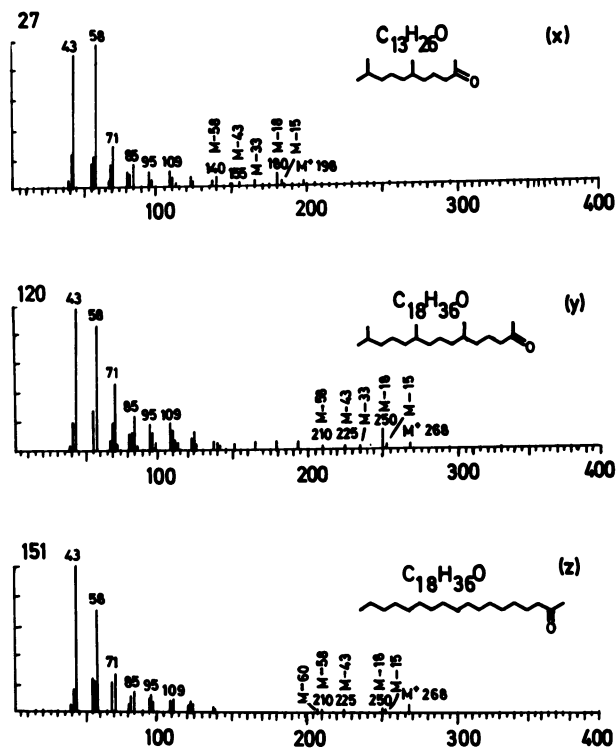 27
43
58
71
85
95
109
M-58
140
M-43
155
M-33
M-18
180
M-15
M+ 198
C13H26O
(x)
O
100
200
300
400
120
43
58
71
85
95
109
M-58
210
M-43
225
M-33
M-18
250
M-15
M+ 268
C18H36O
(y)
O
100
200
300
400
151
43
58
71
85
95
109
M-60
M-58
210
M-43
225
M-18
250
M-15
M+ 268
C18H36O
(z)
O
100
200
300
400